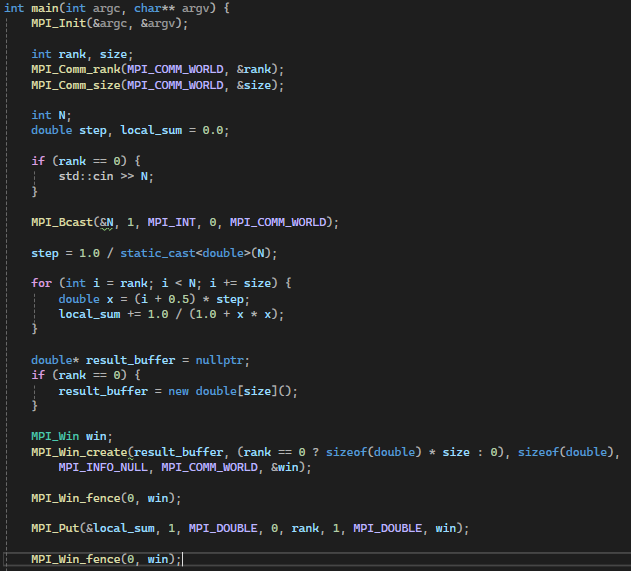 int main(int argc, char** argv) {
    MPI_Init(&argc, &argv);
    int rank, size;
    MPI_Comm_rank(MPI_COMM_WORLD, &rank);
    MPI_Comm_size(MPI_COMM_WORLD, &size);
    int N;
    double step, local_sum = 0.0;
    if (rank == 0) {
        std::cin >> N;
    }
    MPI_Bcast(&N, 1, MPI_INT, 0, MPI_COMM_WORLD);
    step = 1.0 / static_cast<double>(N);
    for (int i = rank; i < N; i += size) {
        double x = (i + 0.5) * step;
        local_sum += 1.0 / (1.0 + x * x);
    }
    double* result_buffer = nullptr;
    if (rank == 0) {
        result_buffer = new double[size]();
    }
    MPI_Win win;
    MPI_Win_create(result_buffer, (rank == 0 ? sizeof(double) * size : 0), sizeof(double),
        MPI_INFO_NULL, MPI_COMM_WORLD, &win);
    MPI_Win_fence(0, win);
    MPI_Put(&local_sum, 1, MPI_DOUBLE, 0, rank, 1, MPI_DOUBLE, win);
    MPI_Win_fence(0, win);